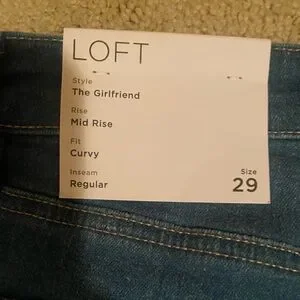 LOFT
Style
The Girlfriend
Rise
Mid Rise
Fit
Curvy
Inseam
Regular
Size
29